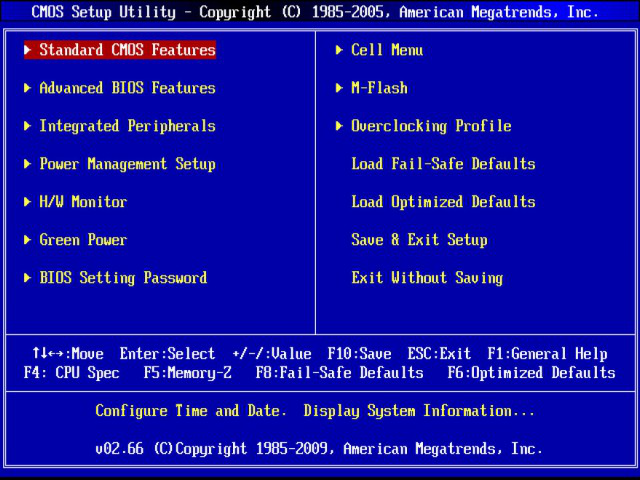 CMOS Setup Utility - Copyright (C) 1985-2005, American Megatrends, Inc.
Standard CMOS Features
Advanced BIOS Features
Integrated Peripherals
Power Management Setup
H/W Monitor
Green Power
BIOS Setting Password
Cell Menu
M-Flash
Overclocking Profile
Load Fail-Safe Defaults
Load Optimized Defaults
Save & Exit Setup
Exit Without Saving
↑↓←→:Move Enter:Select +/-/:Value F10:Save ESC:Exit F1:General Help
F4: CPU Spec F5:Memory-Z F8:Fail-Safe Defaults F6:Optimized Defaults
Configure Time and Date. Display System Information...
v02.66 (C)Copyright 1985-2009, American Megatrends, Inc.